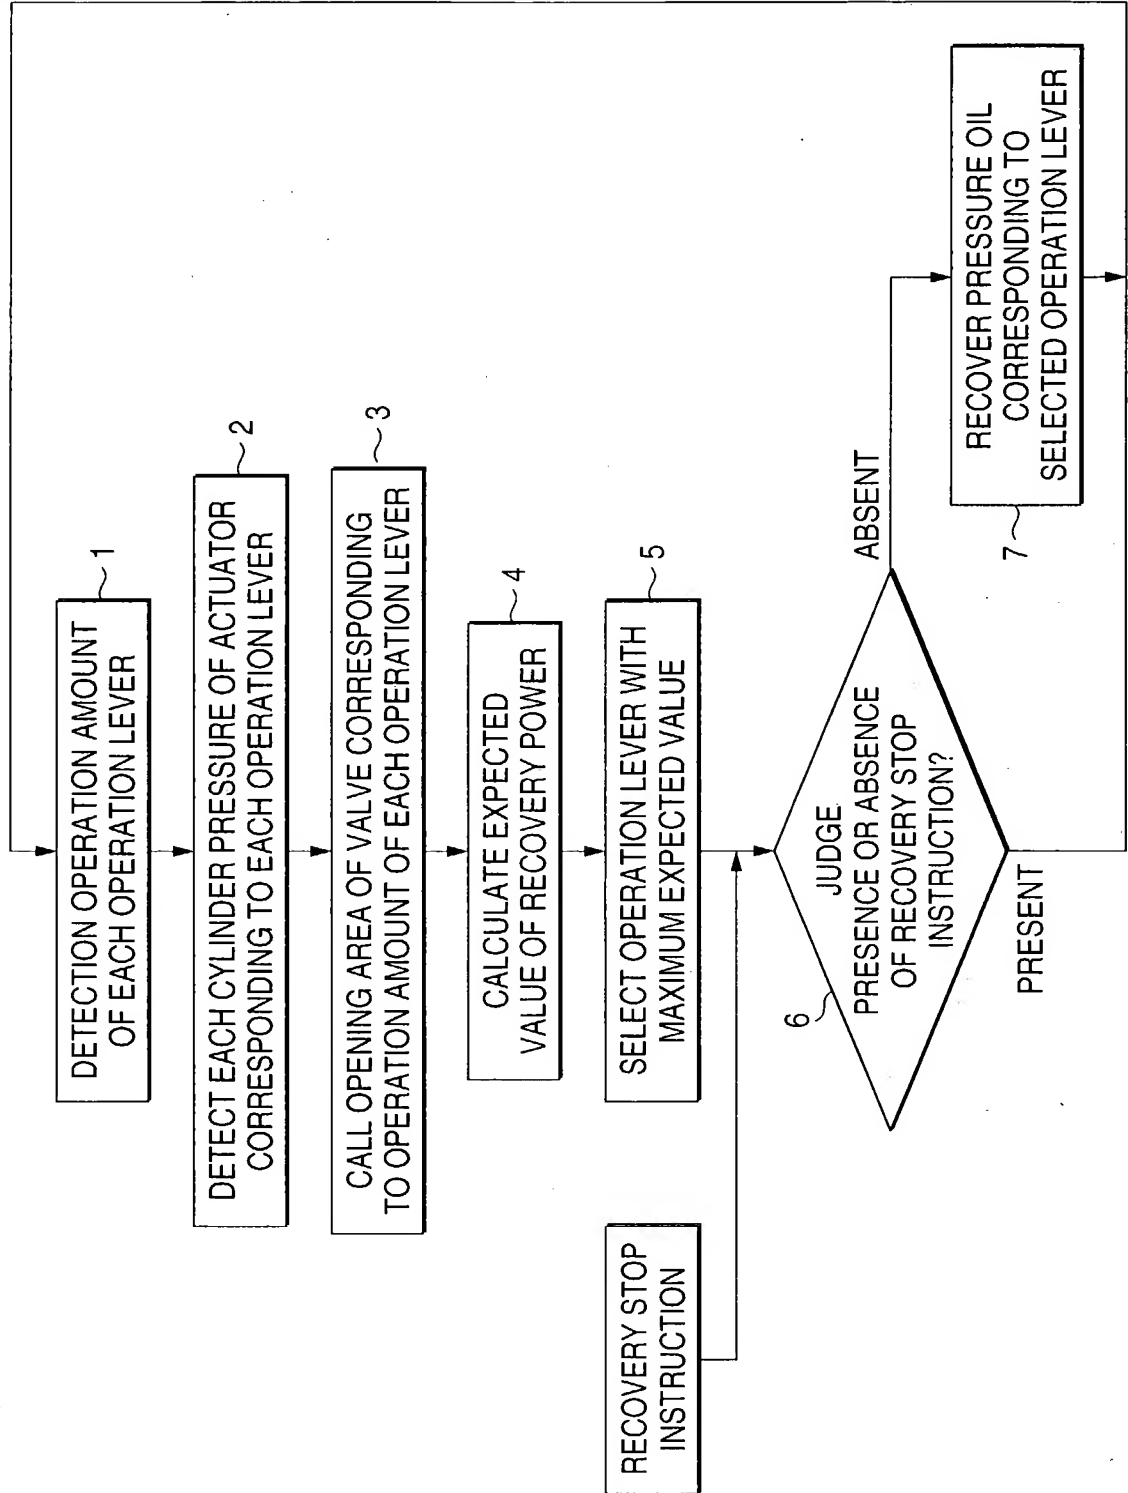 DETECTION OPERATION AMOUNT
OF EACH OPERATION LEVER
1
DETECT EACH CYLINDER PRESSURE OF ACTUATOR
CORRESPONDING TO EACH OPERATION LEVER
2
CALL OPENING AREA OF VALVE CORRESPONDING
TO OPERATION AMOUNT OF EACH OPERATION LEVER
3
CALCULATE EXPECTED
VALUE OF RECOVERY POWER
4
SELECT OPERATION LEVER WITH
MAXIMUM EXPECTED VALUE
5
RECOVERY STOP
INSTRUCTION
6
JUDGE
PRESENCE OR ABSENCE
OF RECOVERY STOP
INSTRUCTION?
ABSENT
PRESENT
7
RECOVER PRESSURE OIL
CORRESPONDING TO
SELECTED OPERATION LEVER